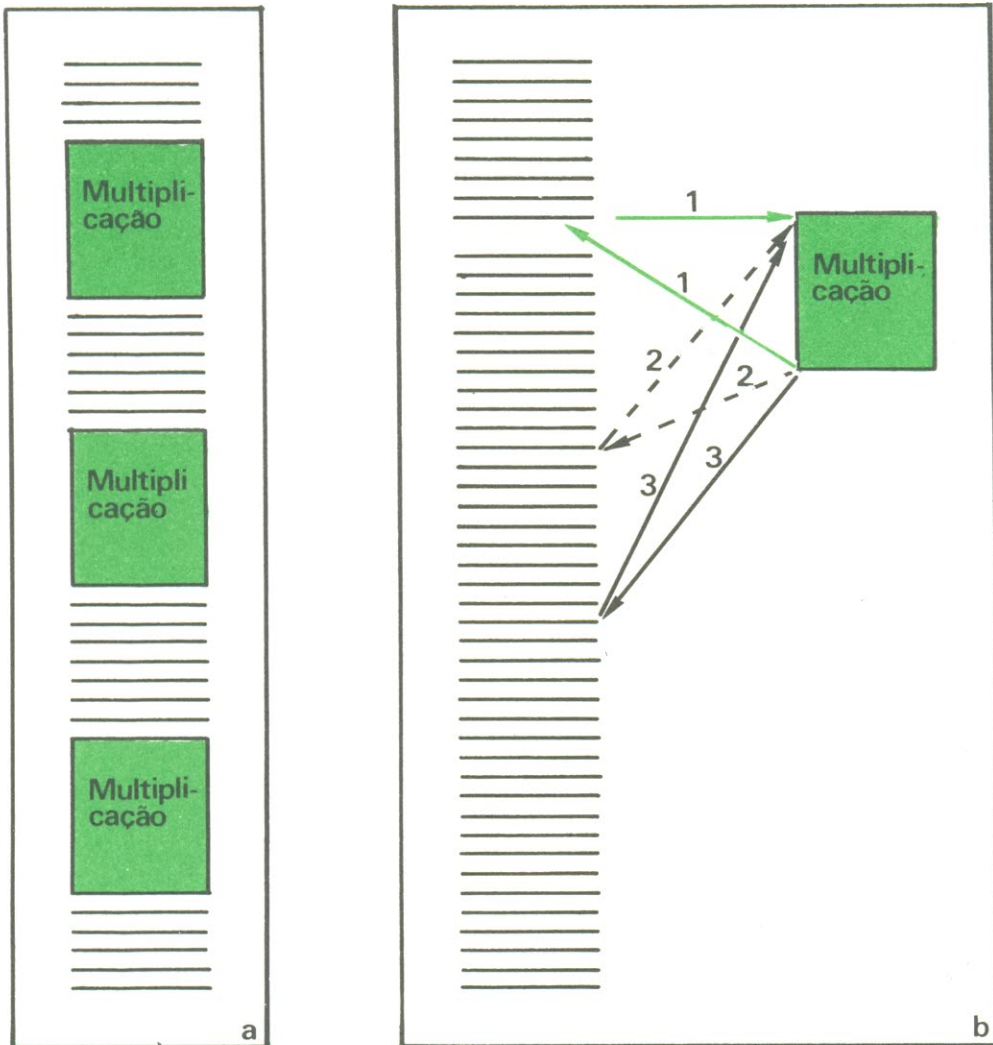 Multipli-
cação
Multipli
cação
Multipli-
cação
a
1
Multipli-
cação
1
2
2
3
3
b